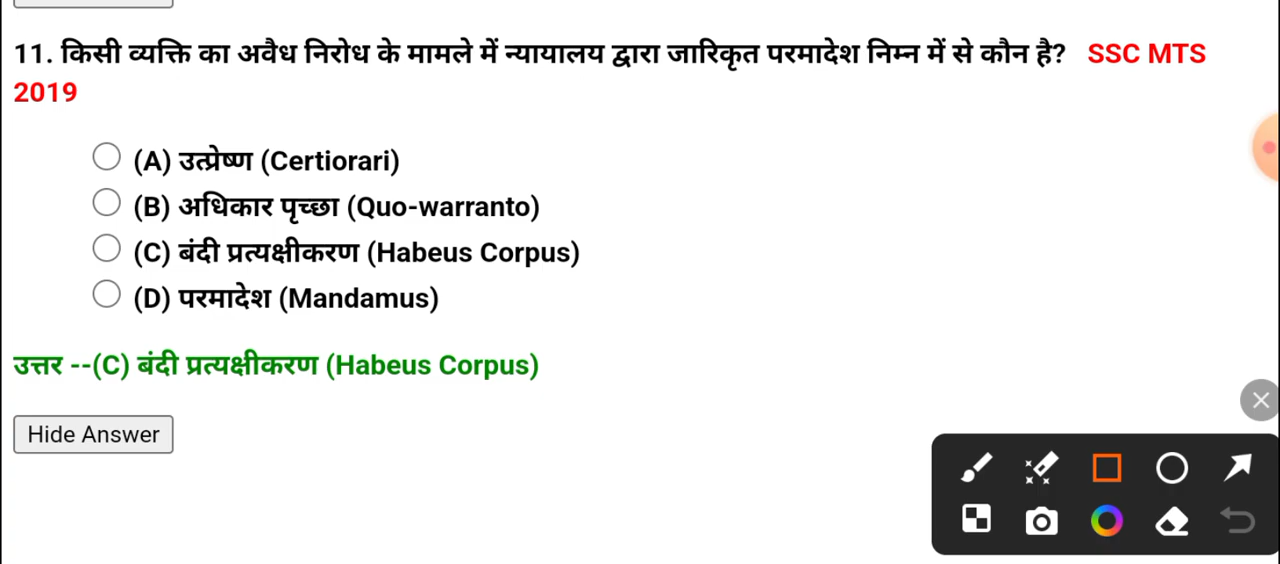 11. किसी व्यक्ति का अवैध निरोध के मामले में न्यायालय द्वारा जारिकृत परमादेश निम्न में से कौन है? SSC MTS
2019
(A) उत्प्रेष्ण (Certiorari)
(B) अधिकार पृच्छा (Quo-warranto)
(C) बंदी प्रत्यक्षीकरण (Habeus Corpus)
(D) परमादेश (Mandamus)
उत्तर --(C) बंदी प्रत्यक्षीकरण (Habeus Corpus)
Hide Answer